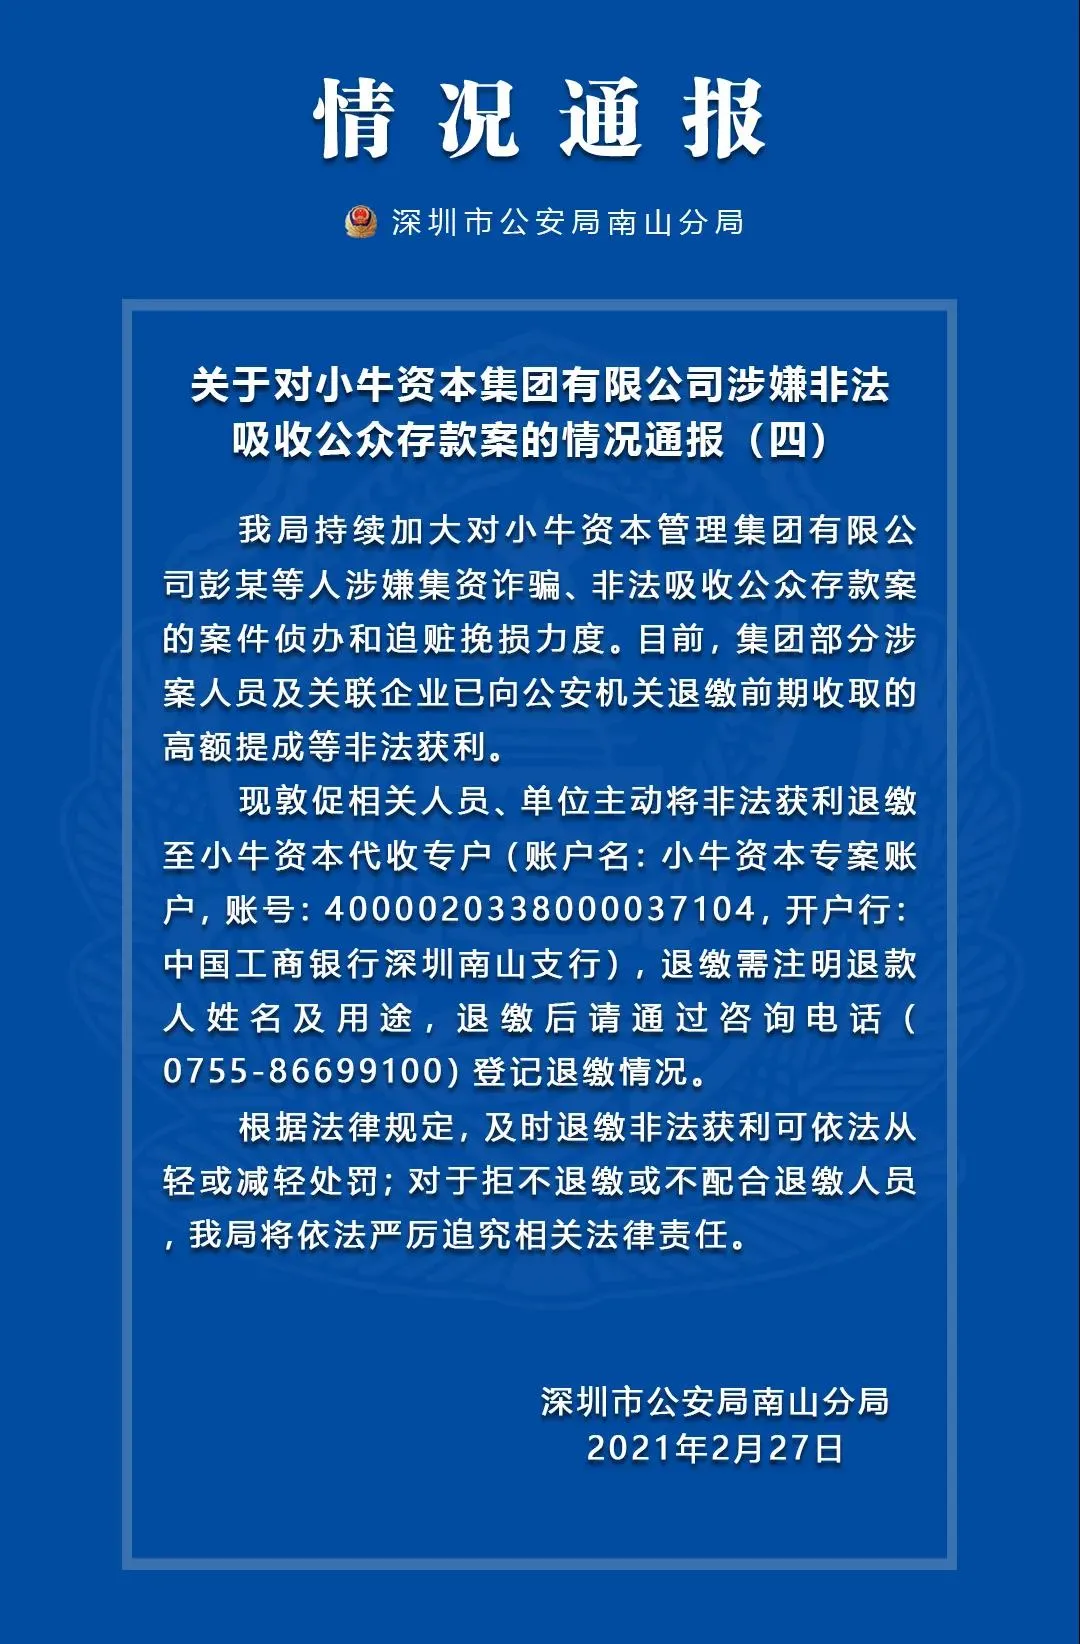 情况通报
深圳市公安局南山分局
关于对小牛资本集团有限公司涉嫌非法
吸收公众存款案的情况通报（四）
我局持续加大对小牛资本管理集团有限公
司彭某等人涉嫌集资诈骗、非法吸收公众存款案
的案件侦办和追赃挽损力度。目前，集团部分涉
案人员及关联企业已向公安机关退缴前期收取的
高额提成等非法获利。
现敦促相关人员、单位主动将非法获利退缴
至小牛资本代收专户（账户名：小牛资本专案账
户，账号：4000020338000037104，开户行：
中国工商银行深圳南山支行），退缴需注明退款
人姓名及用途，退缴后请通过咨询电话（
0755-86699100）登记退缴情况。
根据法律规定，及时退缴非法获利可依法从
轻或减轻处罚；对于拒不退缴或不配合退缴人员
，我局将依法严厉追究相关法律责任。
深圳市公安局南山分局
2021年2月27日